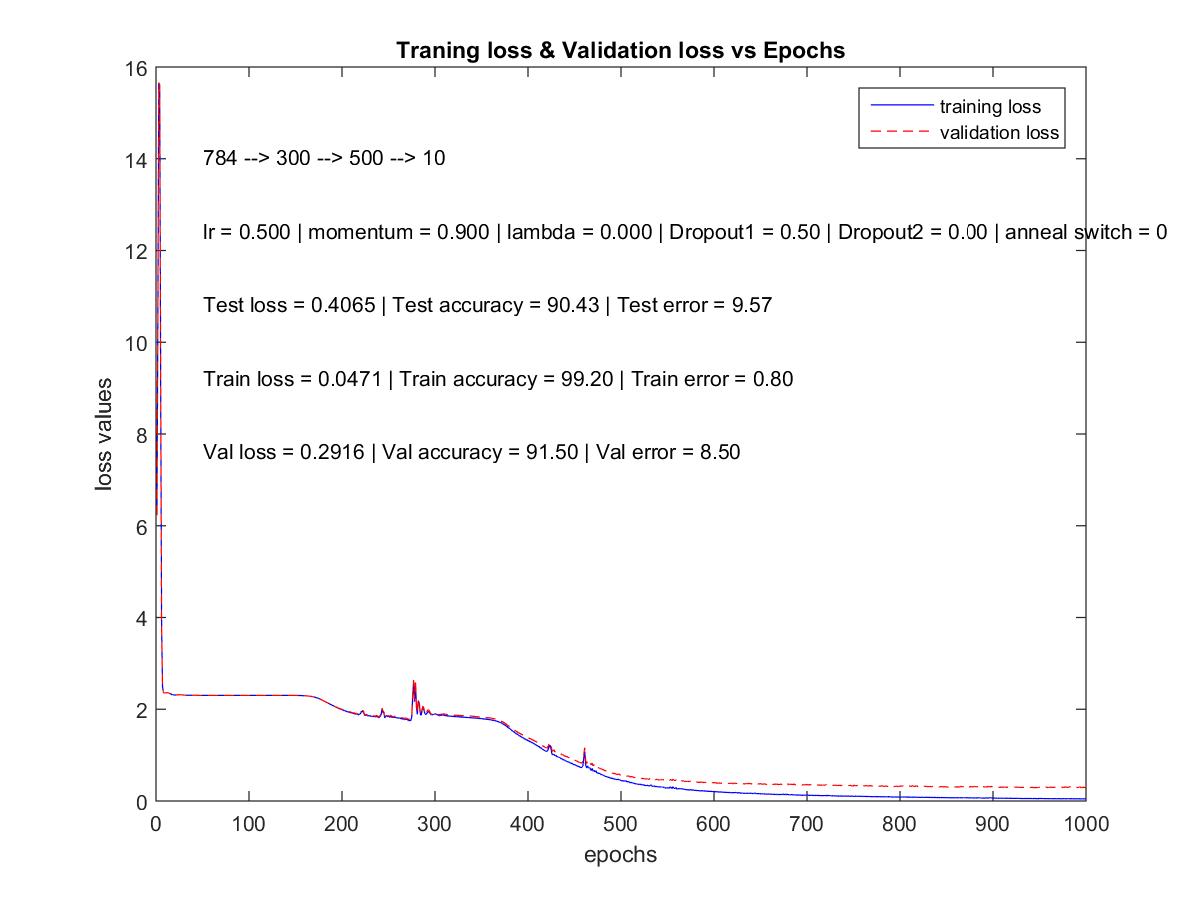 Traning loss & Validation loss vs Epochs
training loss
validation loss
784 --> 300 --> 500 --> 10
lr = 0.500 | momentum = 0.900 | lambda = 0.000 | Dropout1 = 0.50 | Dropout2 = 0.00 | anneal switch = 0
Test loss = 0.4065 | Test accuracy = 90.43 | Test error = 9.57
Train loss = 0.0471 | Train accuracy = 99.20 | Train error = 0.80
Val loss = 0.2916 | Val accuracy = 91.50 | Val error = 8.50
loss values
16
14
12
10
8
6
4
2
0
0 100 200 300 400 500 600 700 800 900 1000
epochs